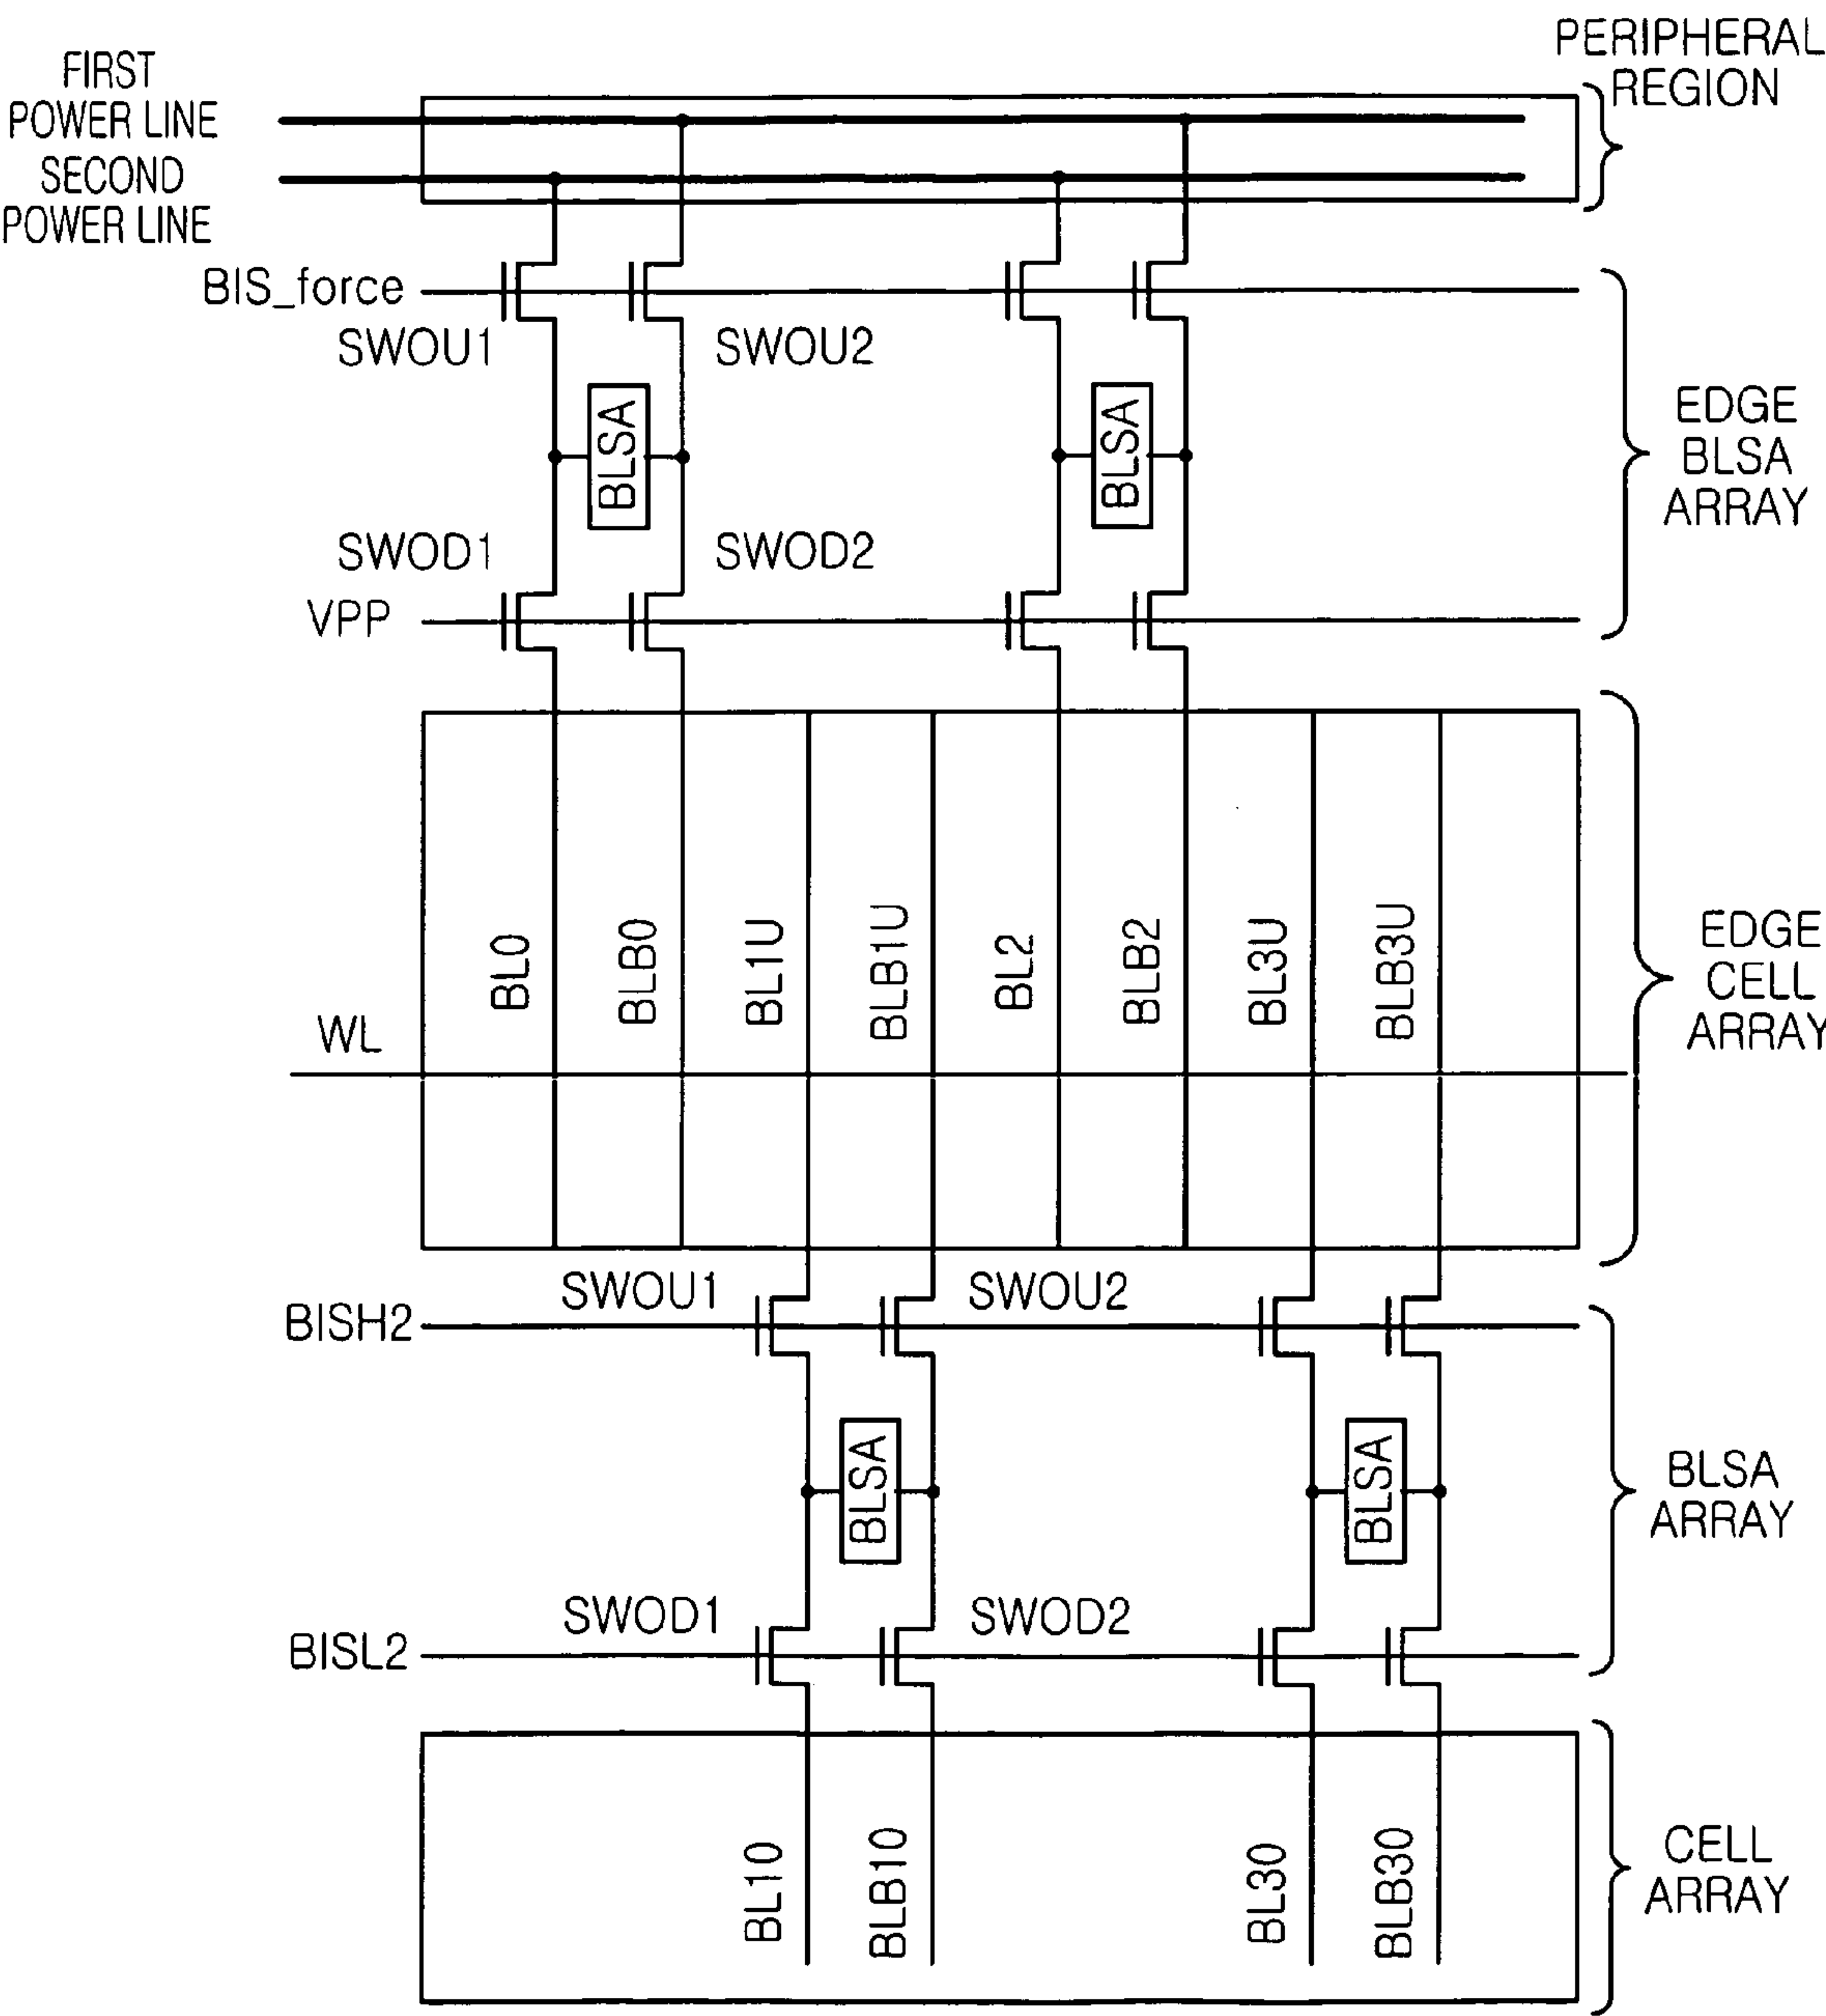 PERIPHERAL
REGION
FIRST
POWER LINE
SECOND
POWER LINE
BIS_force
SWOU1
SWOU2
BLSA
BLSA
EDGE
BLSA
ARRAY
SWOD1
SWOD2
VPP
BL0
BLB0
BL1U
BLB1U
BL2
BLB2
BL3U
BLB3U
EDGE
CELL
ARRAY
WL
SWOU1
SWOU2
BISH2
BLSA
BLSA
BLSA
ARRAY
SWOD1
SWOD2
BISL2
BL10
BLB10
BL30
BLB30
CELL
ARRAY